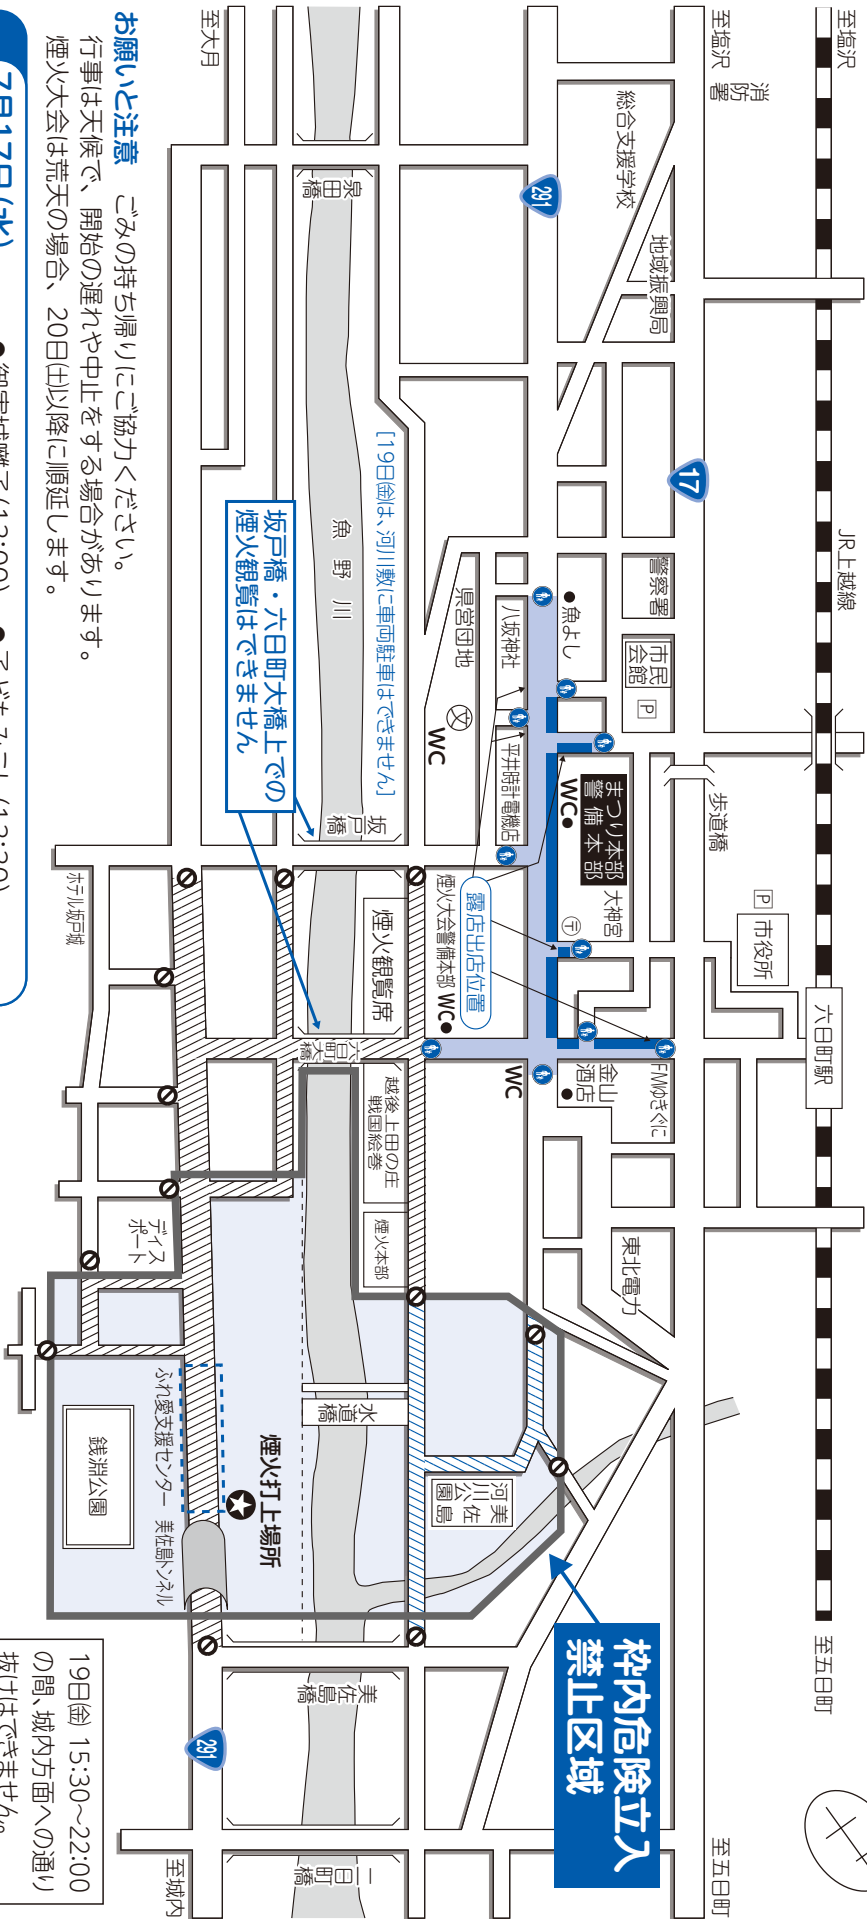 至塩沢
至塩沢
至大月
消防署
JR上越線
総合支援学校
地域振興局
291
17
泉田橋
お願いと注意 ごみの持ち帰りにご協力ください。
行事は天候で、開始の遅れや中止をする場合があります。
煙火大会は荒天の場合、20日(土)以降に順延します。
[19日(金)は、河川敷に車両駐車はできません]
魚野川
坂戸橋・六日町大橋上での
煙火観覧はできません
警察署
市民会館
P
魚よし
八坂神社
県営団地
文
WC
平井時計電機店
坂戸橋
歩道橋
まつり本部
警備本部
WC
大神宮
〒
P
市役所
六日町駅
露店出店位置
煙火大会警備本部 WC
煙火観覧席
ホテル坂戸城
六日町大橋
WC
金山酒店
FMゆきぐに
越後上田の庄
戦国絵巻
煙火本部
東北電力
ディスポート
水道橋
ふれ愛支援センター
美佐島トンネル
銭淵公園
煙火打上場所
美佐島
河川公園
枠内危険立入
禁止区域
至五日町
至五日町
美佐島橋
291
二日町橋
至城内
19日(金) 15:30〜22:00
の間、城内方面への通り
抜けはできません。
7月17日(水)